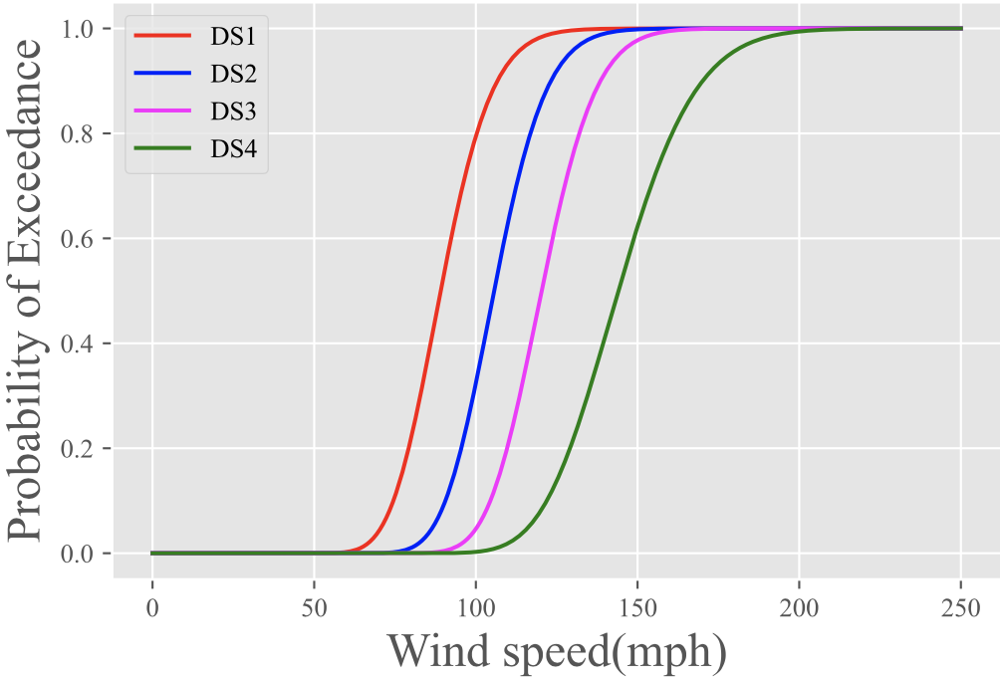 Probability of Exceedance
1.0
0.8
0.6
0.4
0.2
0.0
DS1
DS2
DS3
DS4
0 50 100 150 200 250
Wind speed(mph)